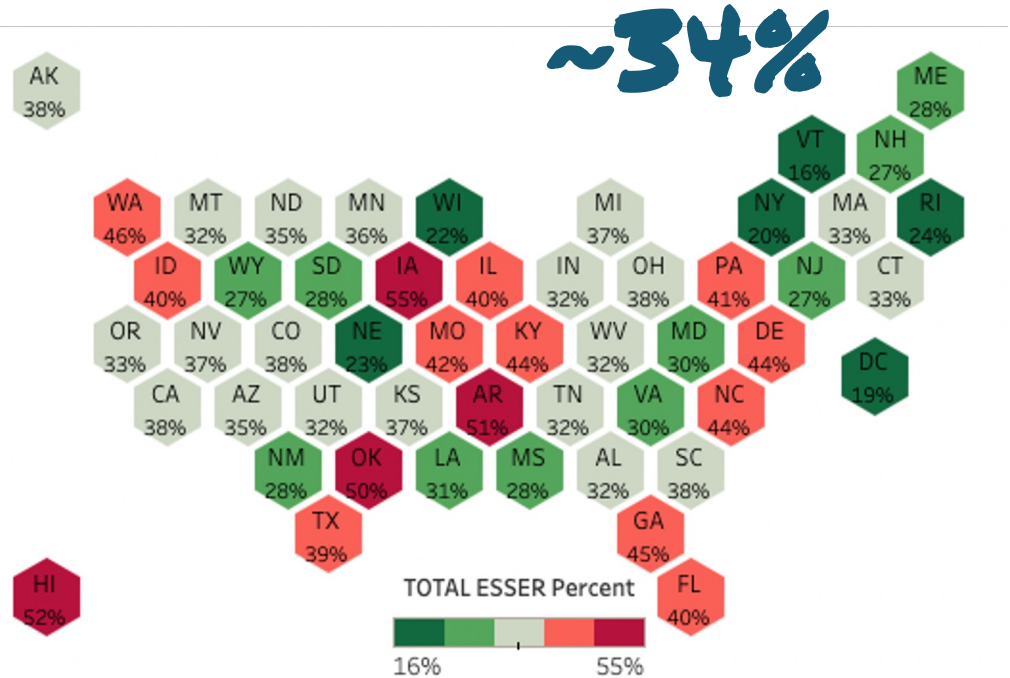 ~34%
AK
38%
ME
28%
VT NH
16% 27%
WA MT ND MN WI MI NY MA RI
46% 32% 35% 36% 22% 37% 20% 33% 24%
ID WY SD IA IL IN OH PA NJ CT
40% 27% 28% 55% 40% 32% 38% 41% 27% 33%
OR NV CO NE MO KY WV MD DE
33% 37% 38% 23% 42% 44% 32% 30% 44%
DC
19%
CA AZ UT KS AR TN VA NC
38% 35% 32% 37% 51% 32% 30% 44%
NM OK LA MS AL SC
28% 50% 31% 28% 32% 38%
TX GA
39% 45%
HI FL
52% 40%
TOTAL ESSER Percent
16% 55%